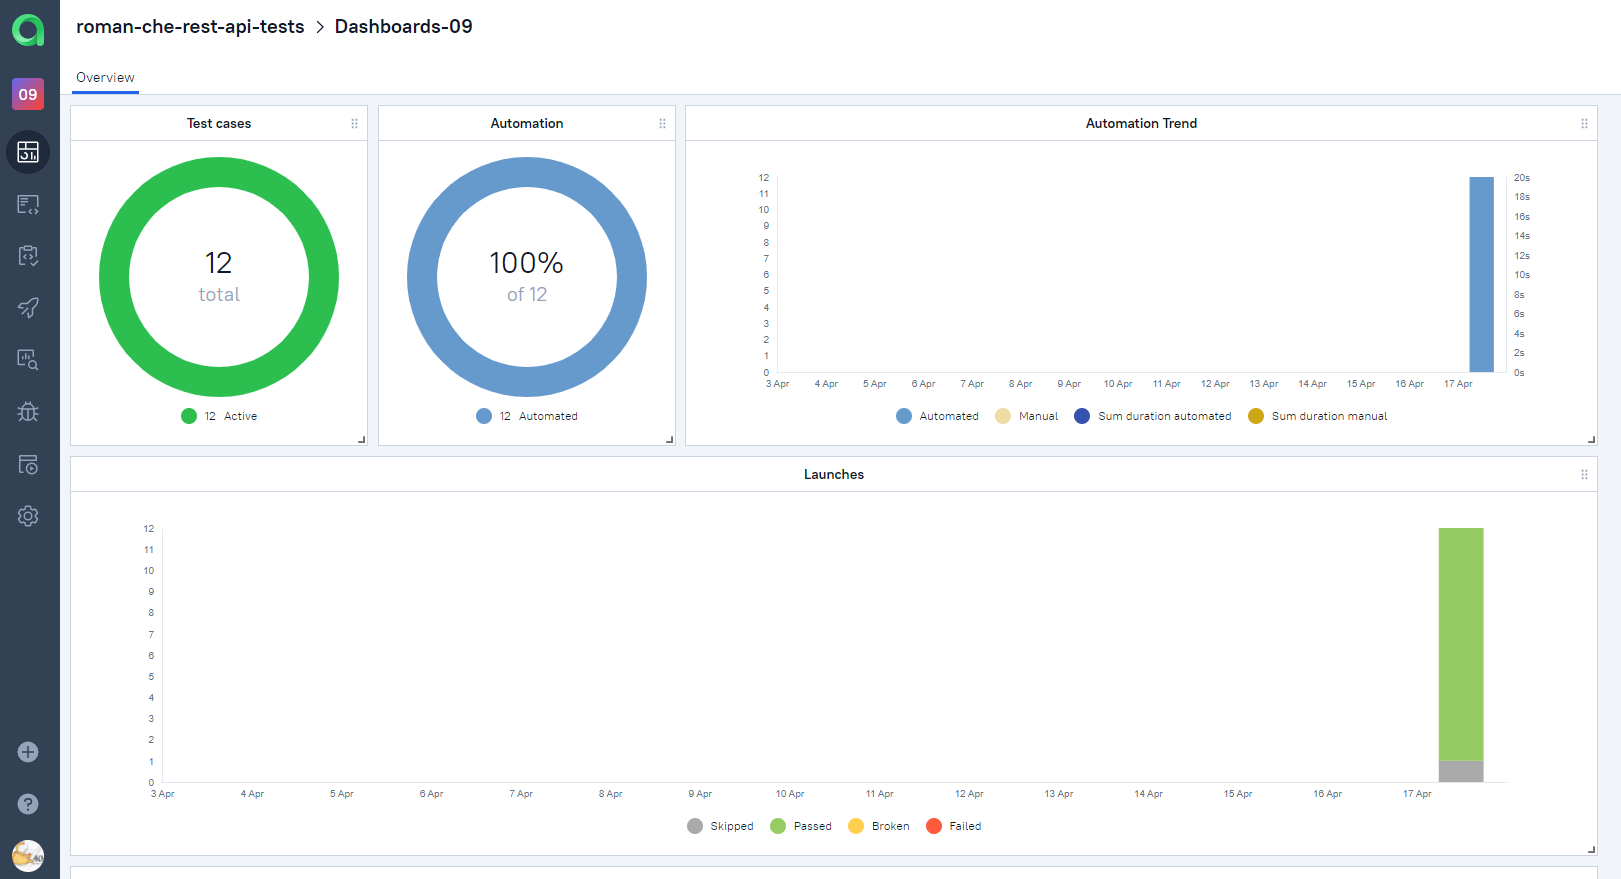 roman-che-rest-api-tests > Dashboards-09
09
Overview
Test cases
12
total
12 Active
Automation
100%
of 12
12 Automated
Automation Trend
12
11
10
9
8
7
6
5
4
3
2
1
0
20s
18s
16s
14s
12s
10s
8s
6s
4s
2s
0s
3 Apr 4 Apr 5 Apr 6 Apr 7 Apr 8 Apr 9 Apr 10 Apr 11 Apr 12 Apr 13 Apr 14 Apr 15 Apr 16 Apr 17 Apr
Automated Manual Sum duration automated Sum duration manual
Launches
12
11
10
9
8
7
6
5
4
3
2
1
0
3 Apr 4 Apr 5 Apr 6 Apr 7 Apr 8 Apr 9 Apr 10 Apr 11 Apr 12 Apr 13 Apr 14 Apr 15 Apr 16 Apr 17 Apr
Skipped Passed Broken Failed